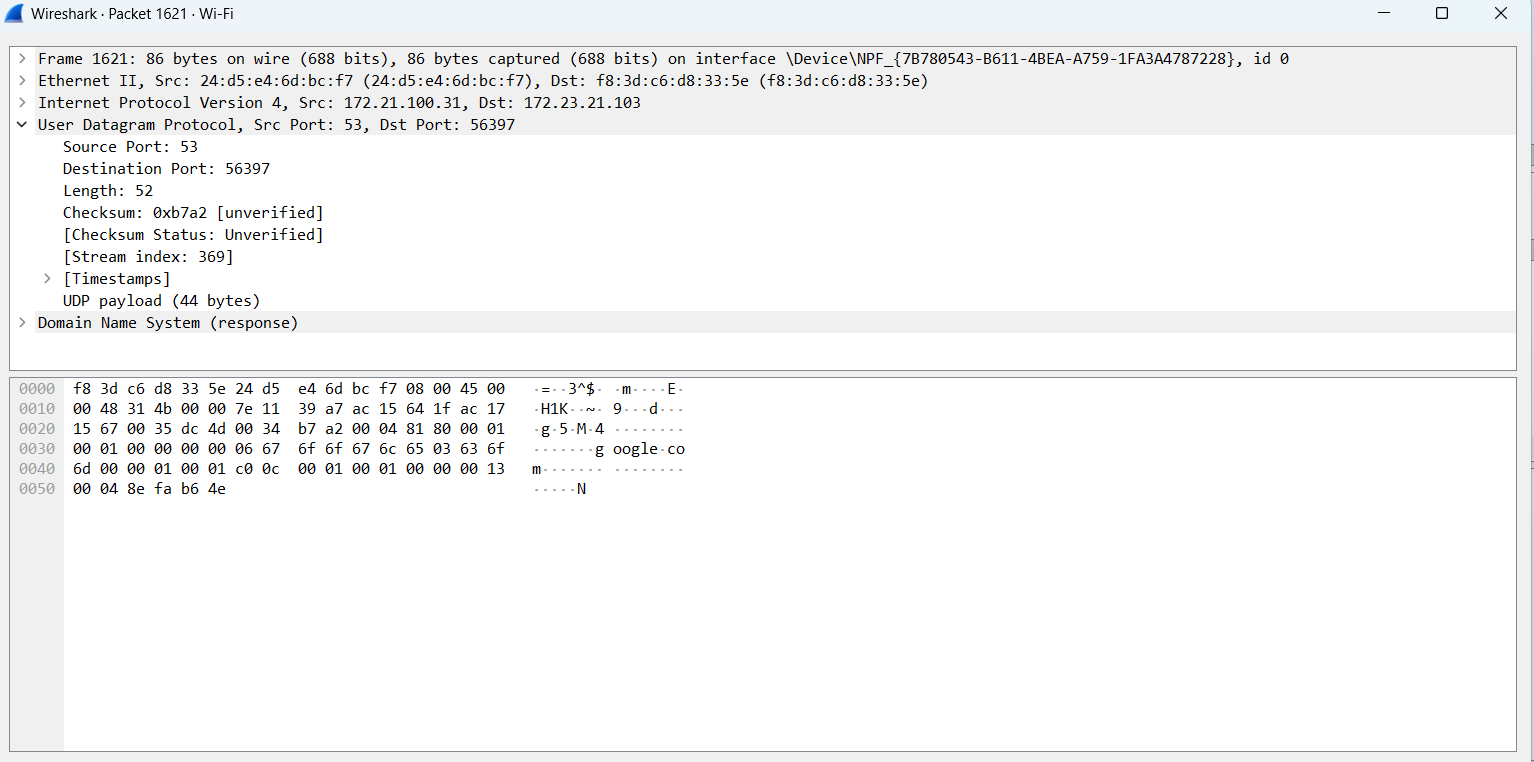 Wireshark · Packet 1621 · Wi-Fi
Frame 1621: 86 bytes on wire (688 bits), 86 bytes captured (688 bits) on interface \Device\NPF_{7B780543-B611-4BEA-A759-1FA3A4787228}, id 0
Ethernet II, Src: 24:d5:e4:6d:bc:f7 (24:d5:e4:6d:bc:f7), Dst: f8:3d:c6:d8:33:5e (f8:3d:c6:d8:33:5e)
Internet Protocol Version 4, Src: 172.21.100.31, Dst: 172.23.21.103
User Datagram Protocol, Src Port: 53, Dst Port: 56397
Source Port: 53
Destination Port: 56397
Length: 52
Checksum: 0xb7a2 [unverified]
[Checksum Status: Unverified]
[Stream index: 369]
[Timestamps]
UDP payload (44 bytes)
Domain Name System (response)
0000 f8 3d c6 d8 33 5e 24 d5 e4 6d bc f7 08 00 45 00 ·=··3^$· ·m····E·
0010 00 48 31 4b 00 00 7e 11 39 a7 ac 15 64 1f ac 17 ·H1K··~· 9···d···
0020 15 67 00 35 dc 4d 00 34 b7 a2 00 04 81 80 00 01 ·g·5·M·4 ········
0030 00 01 00 00 00 00 06 67 6f 6f 67 6c 65 03 63 6f ·······g oogle·co
0040 6d 00 00 01 00 01 c0 0c 00 01 00 01 00 00 00 13 m······· ········
0050 00 04 8e fa b6 4e ·····N